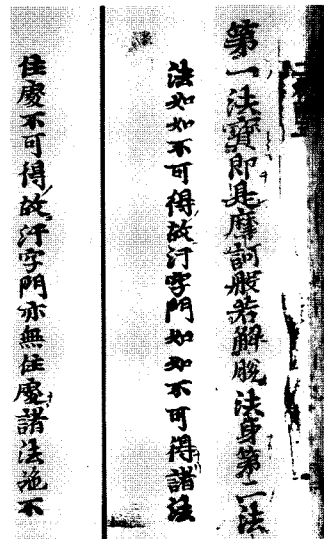 第一法寶即是摩訶般若解脫法身第二法
法如如不可得故汙字門如如不可得諸法
住處不可得故汙字門亦無住處諸法施不